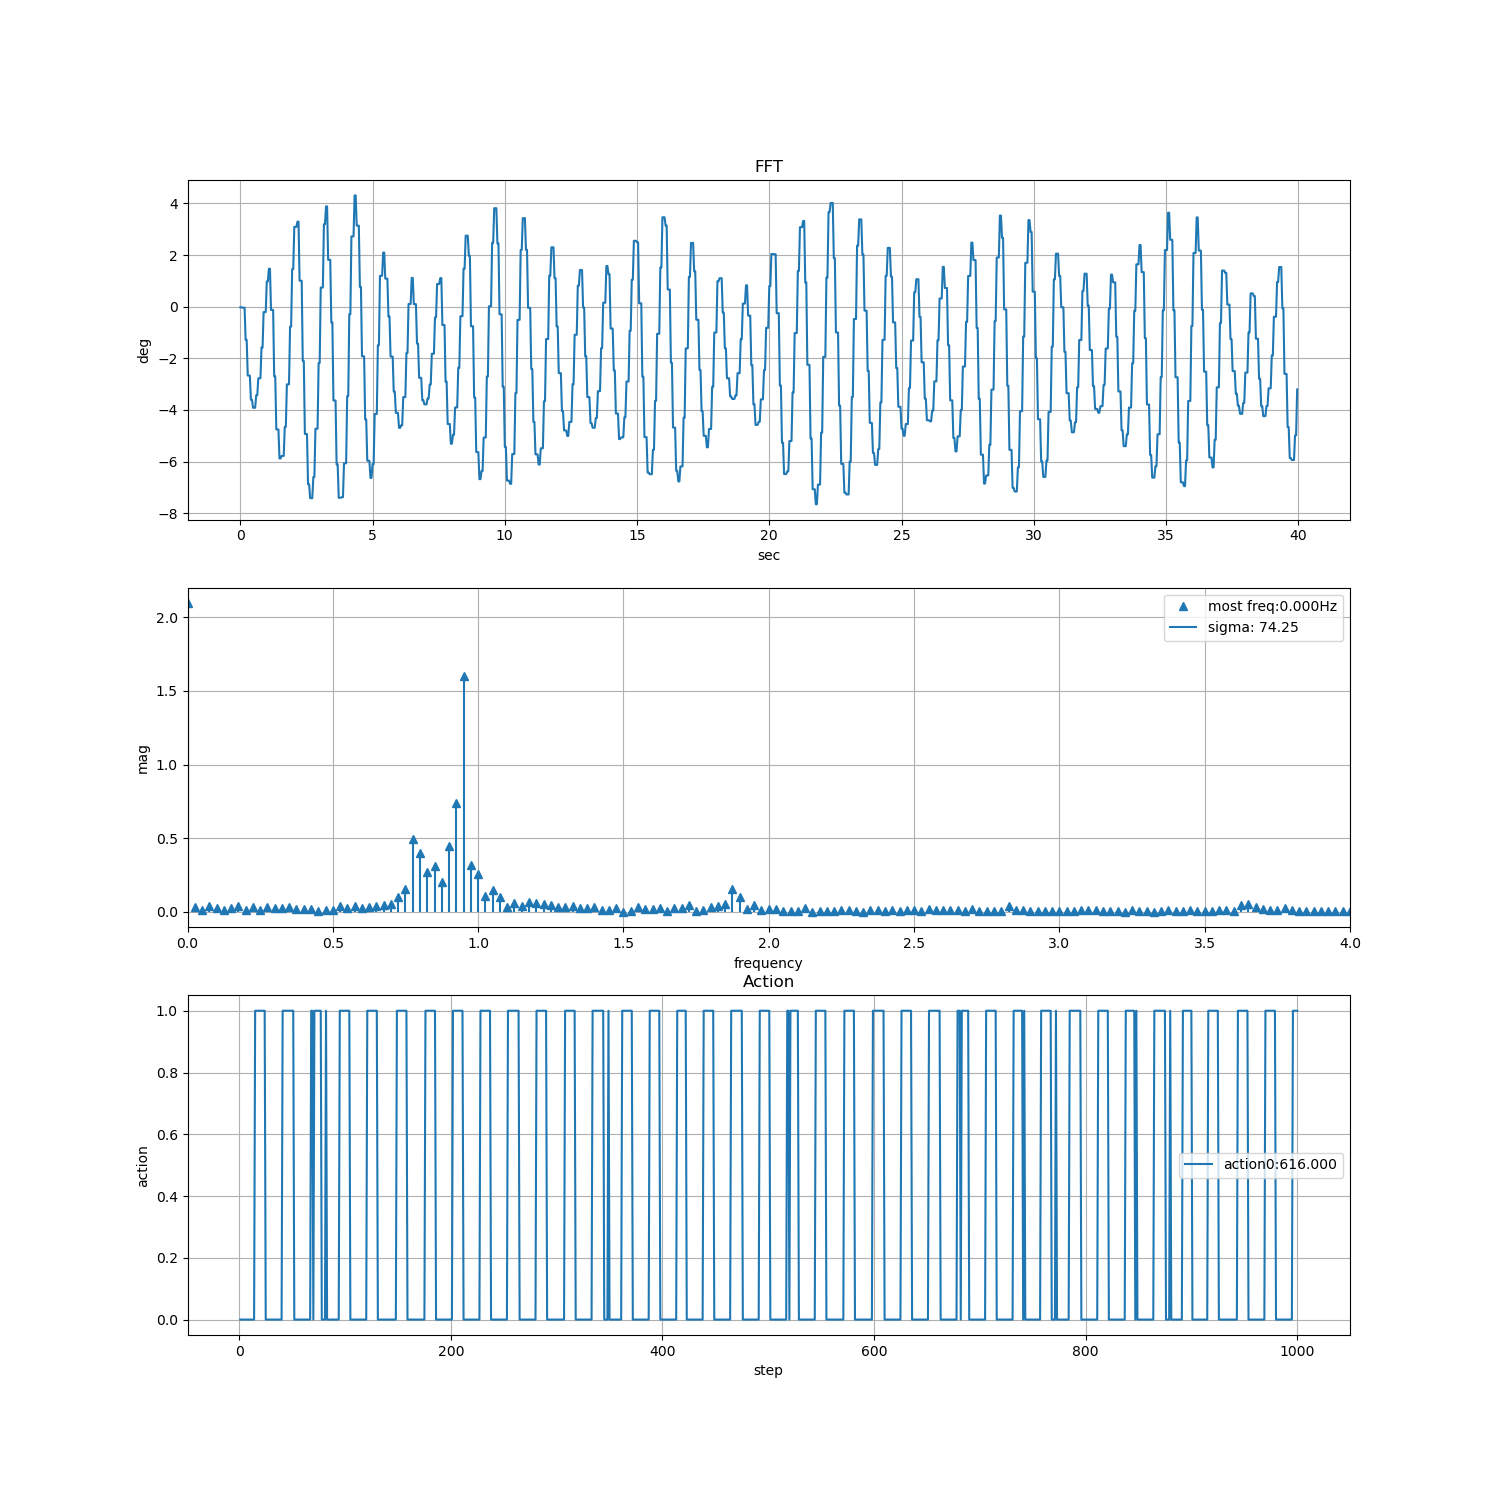 FFT
4
2
0
−2
−4
−6
−8
deg
0 5 10 15 20 25 30 35 40
sec
2.0
1.5
1.0
0.5
0.0
mag
most freq:0.000Hz
sigma: 74.25
0.0 0.5 1.0 1.5 2.0 2.5 3.0 3.5 4.0
frequency
Action
1.0
0.8
0.6
0.4
0.2
0.0
action
action0:616.000
0 200 400 600 800 1000
step